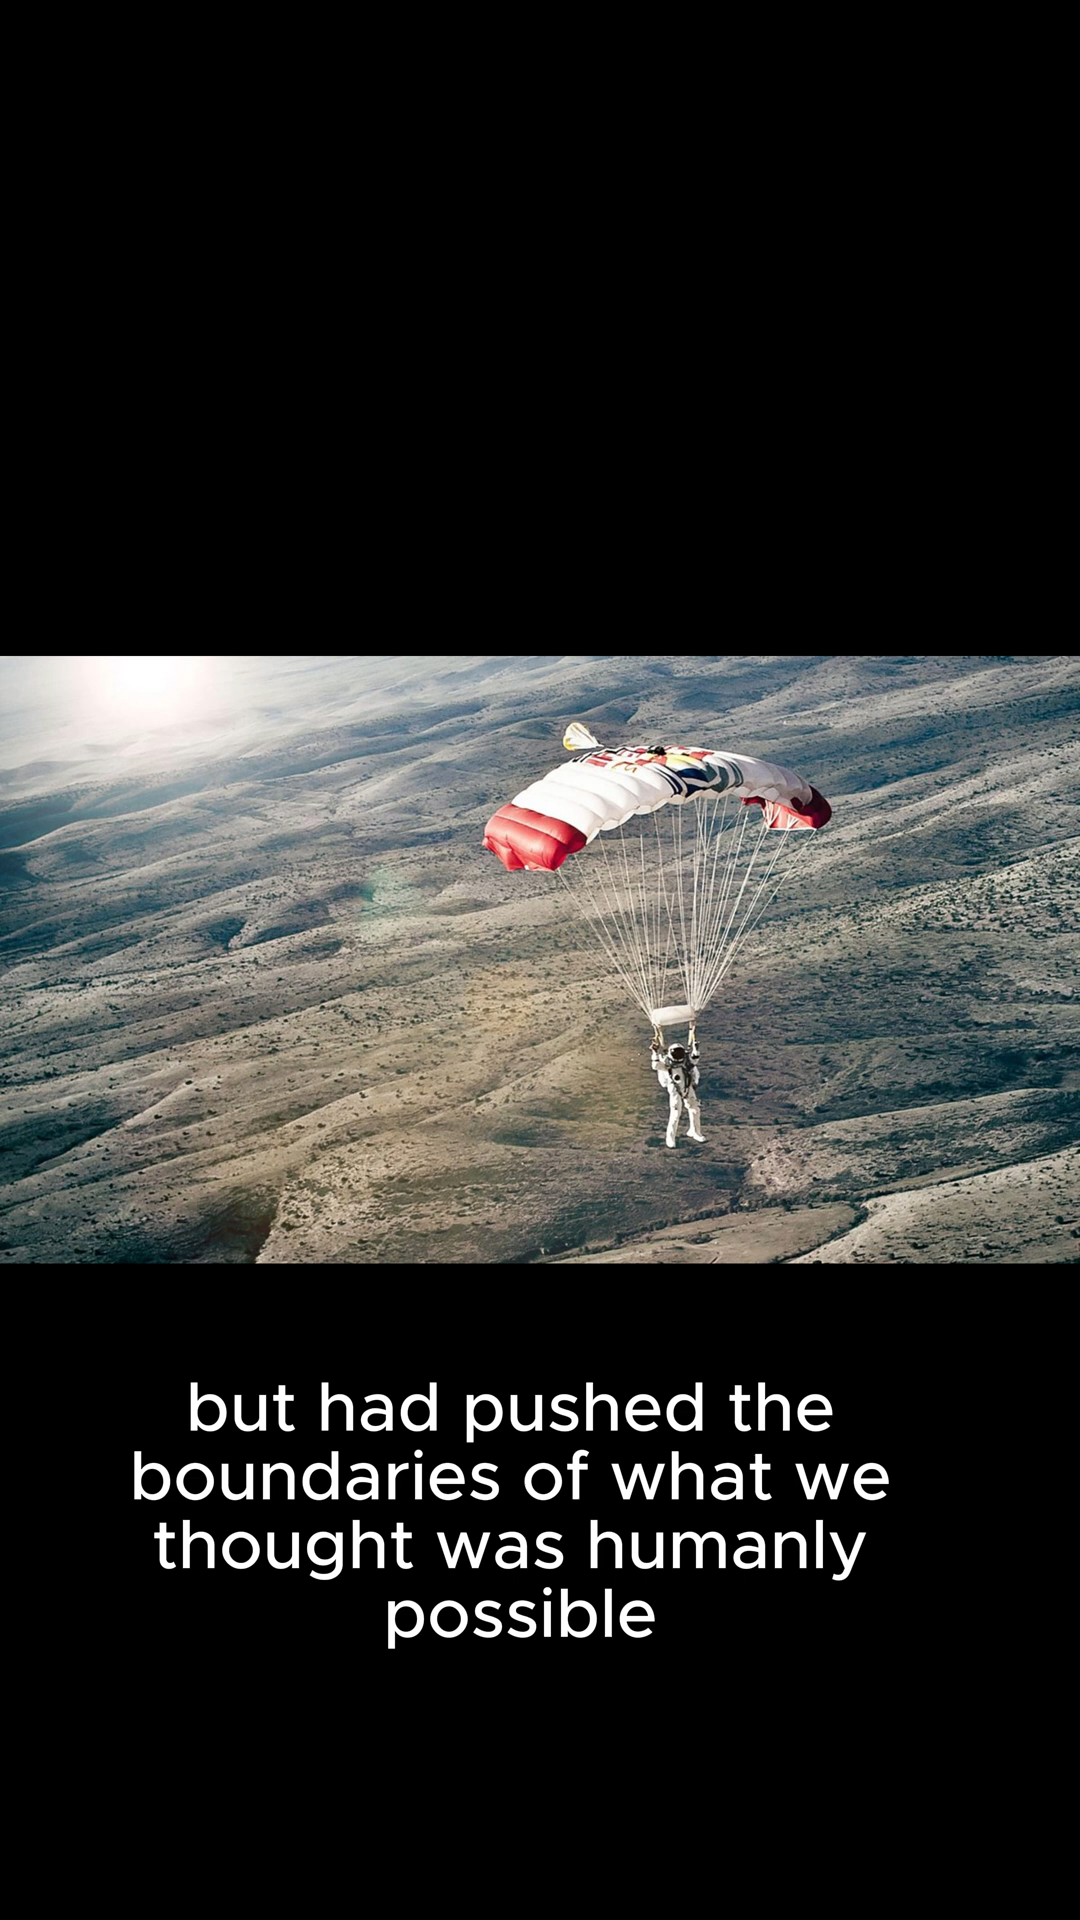 but had pushed the
boundaries of what we
thought was humanly
possible